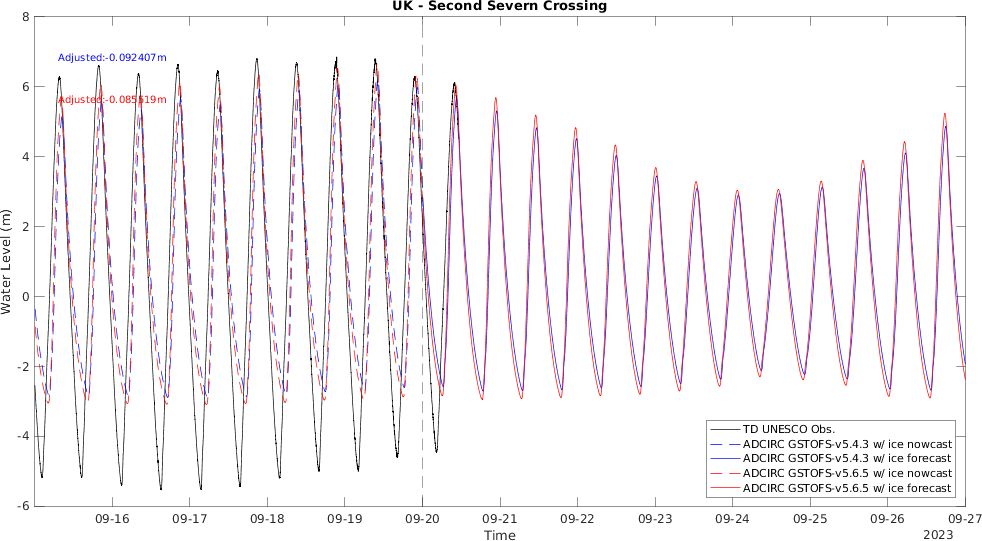 UK - Second Severn Crossing
8
6
4
2
0
-2
-4
-6
Water Level (m)
Adjusted:-0.092407m
Adjusted:-0.085519m
TD UNESCO Obs.
ADCIRC GSTOFS-v5.4.3 w/ ice nowcast
ADCIRC GSTOFS-v5.4.3 w/ ice forecast
ADCIRC GSTOFS-v5.6.5 w/ ice nowcast
ADCIRC GSTOFS-v5.6.5 w/ ice forecast
09-16 09-17 09-18 09-19 09-20 09-21 09-22 09-23 09-24 09-25 09-26 09-27
Time
2023